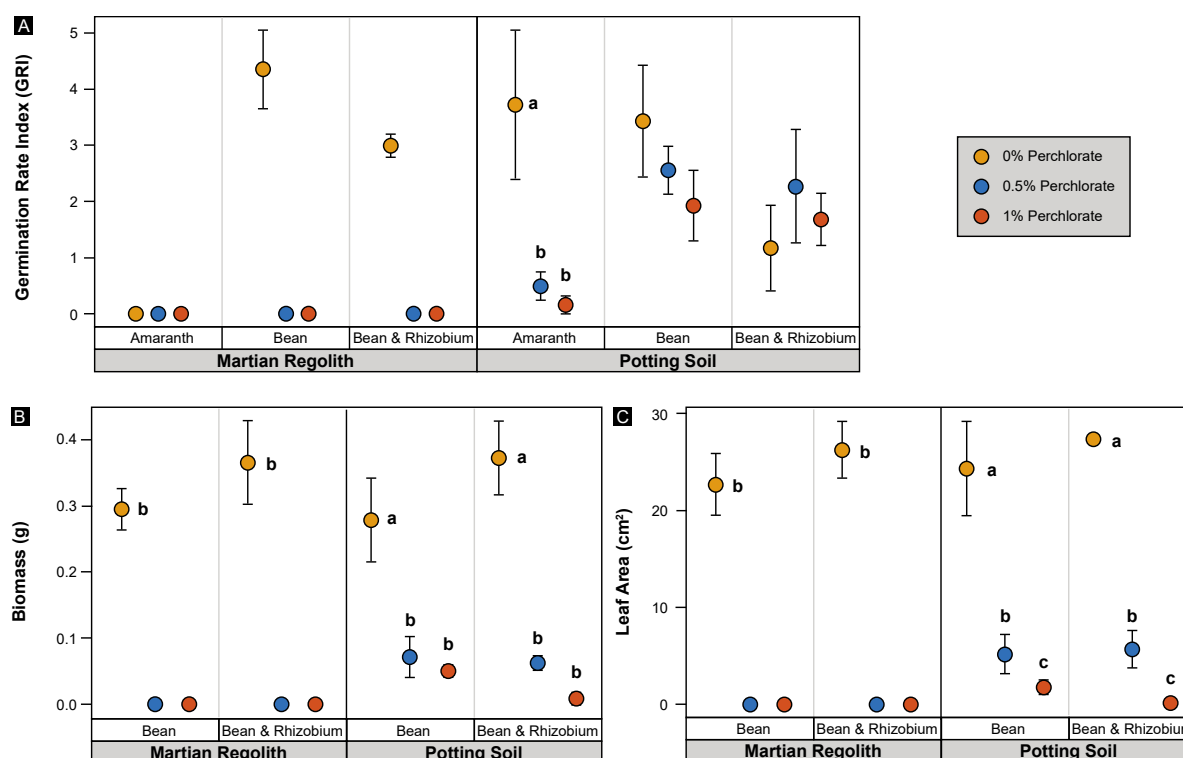 A
Germination Rate Index (GRI)
5
4
3
2
1
0
a
b
b
Amaranth
Bean
Bean & Rhizobium
Amaranth
Bean
Bean & Rhizobium
Martian Regolith
Potting Soil
0% Perchlorate
0.5% Perchlorate
1% Perchlorate
B
Biomass (g)
0.4
0.3
0.2
0.1
0.0
b
b
a
b
b
a
b
b
Bean
Bean & Rhizobium
Bean
Bean & Rhizobium
Martian Regolith
Potting Soil
C
Leaf Area (cm²)
30
20
10
0
b
b
a
b
c
a
b
c
Bean
Bean & Rhizobium
Bean
Bean & Rhizobium
Martian Regolith
Potting Soil